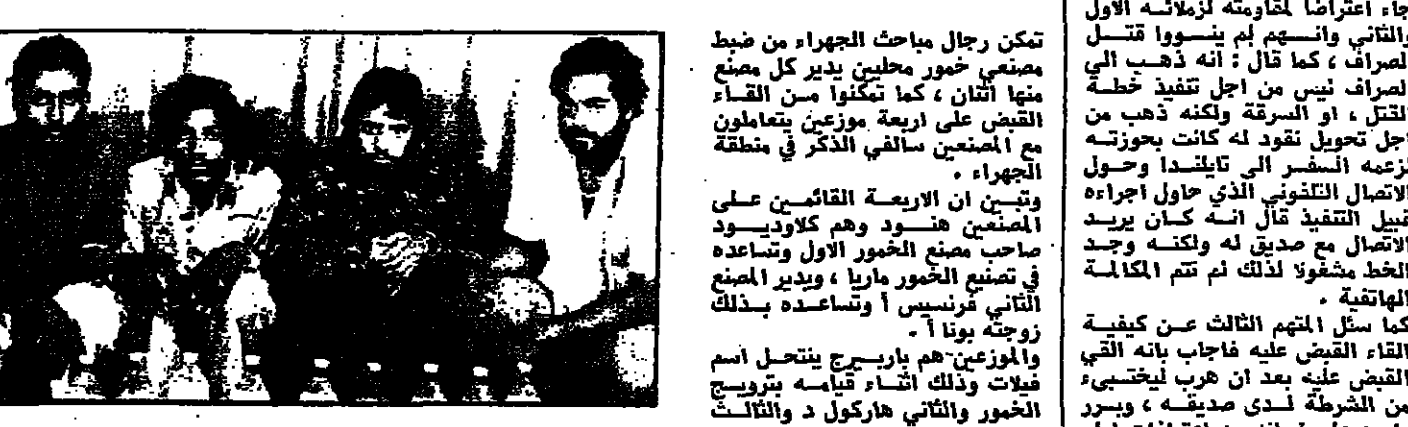 جاء اعتراضا لمقاومته لزملائه الاول
والثاني وانهم لم ينووا قتل
الصراف ، كما قال : انه ذهب الى
الصراف ليس من اجل تنفيذ خطة
القتل ، او السرقة ولكنه ذهب من
اجل تحويل نقود له كانت بحوزته
لزعمه السفر الى تايلندا وحول
الاتصال التلفوني الذي حاول اجراءه
قبيل التنفيذ قال انه كان يريد
الاتصال مع صديق له ولكنه وجد
الخط مشغولا لذلك لم تتم المكالمة
الهاتفية .
كما سئل المتهم الثالث عن كيفية
القاء القبض عليه فاجاب بانه القي
القبض عليه بعد ان هرب ليختبىء
من الشرطة لدى صديقه ، وبرر
تمكن رجال مباحث الجهراء من ضبط
مصنعي خمور محليين يدير كل مصنع
منها اثنان ، كما تمكنوا من القاء
القبض على اربعة موزعين يتعاملون
مع المصنعين سالفي الذكر في منطقة
الجهراء .
وتبين ان الاربعة القائمين على
المصنعين هنود وهم كلاوديود
صاحب مصنع الخمور الاول وتساعده
في تصنيع الخمور ماريا ، ويدير المصنع
الثاني فرنسيس أ وتساعده بذلك
زوجته بونا أ .
والموزعين هم باربيرج ينتحل اسم
فيلات وذلك اثناء قيامه بترويج
الخمور والثاني هاركول د والثالث